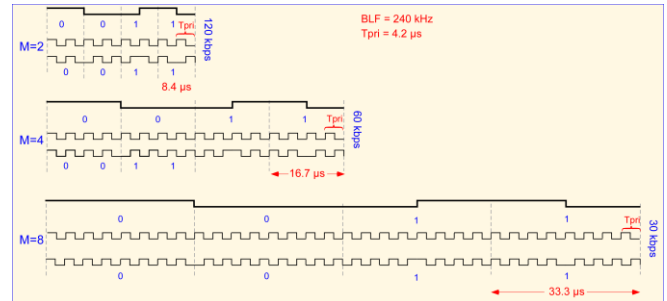 BLF = 240 kHz
Tpri = 4.2 µs
0 0 1 1 Tpri
M=2
0 0 1 1
8.4 µs
120 kbps
0 0 1 1 Tpri
M=4
0 0 1 1
16.7 µs
60 kbps
0 0 1 1 Tpri
M=8
0 0 1 1
33.3 µs
30 kbps